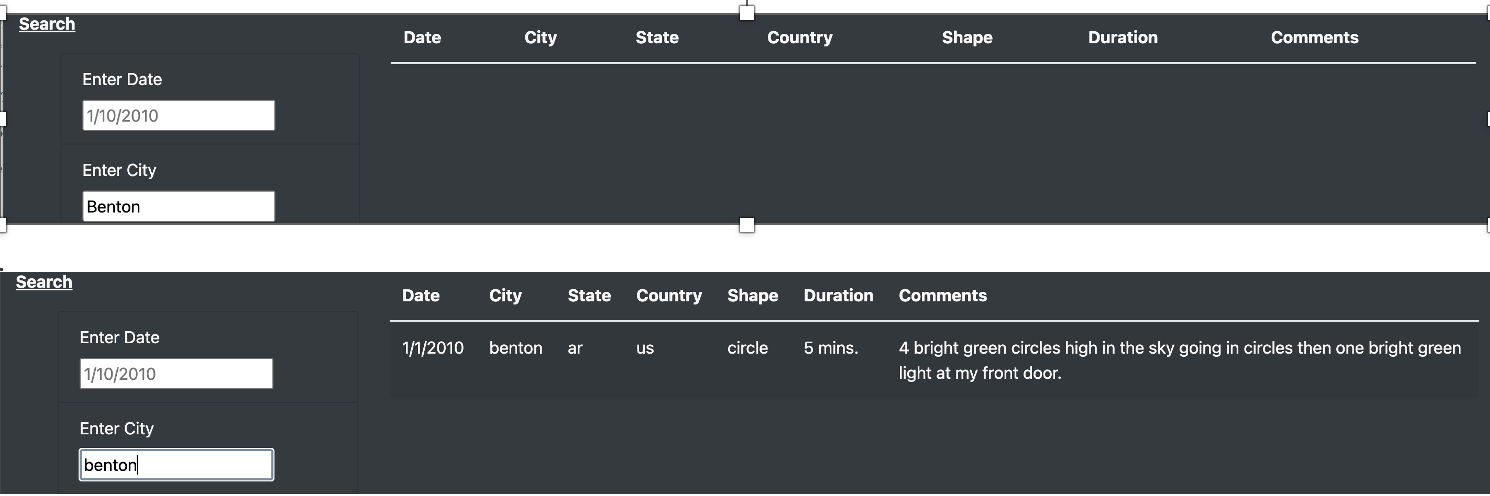 Search
Date City State Country Shape Duration Comments
Enter Date
1/10/2010
Enter City
Benton
Search
Date City State Country Shape Duration Comments
Enter Date
1/1/2010 benton ar us circle 5 mins. 4 bright green circles high in the sky going in circles then one bright green
light at my front door.
1/10/2010
Enter City
benton